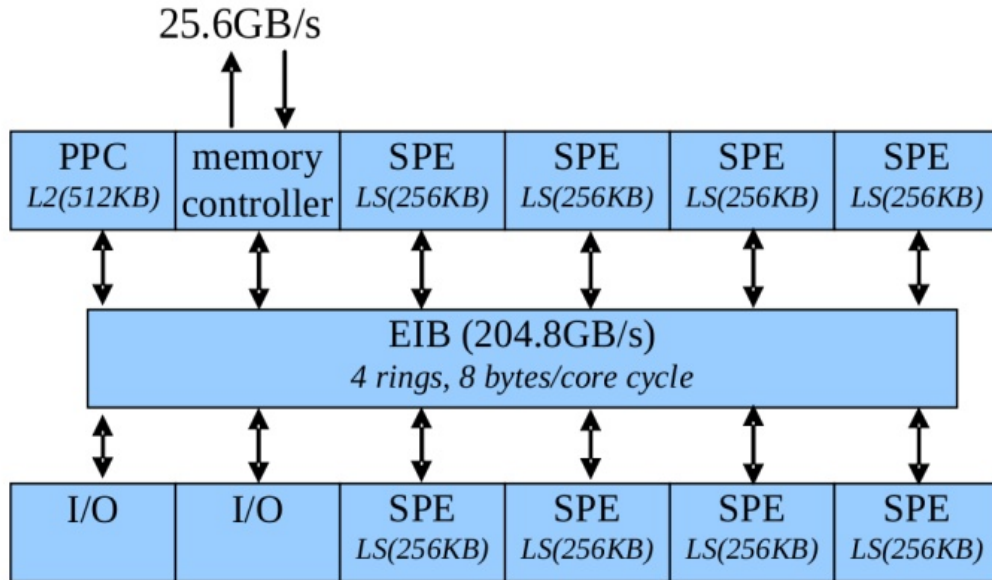 25.6GB/s
PPC
L2(512KB)
memory
controller
SPE
LS(256KB)
SPE
LS(256KB)
SPE
LS(256KB)
SPE
LS(256KB)
EIB (204.8GB/s)
4 rings, 8 bytes/core cycle
I/O
I/O
SPE
LS(256KB)
SPE
LS(256KB)
SPE
LS(256KB)
SPE
LS(256KB)